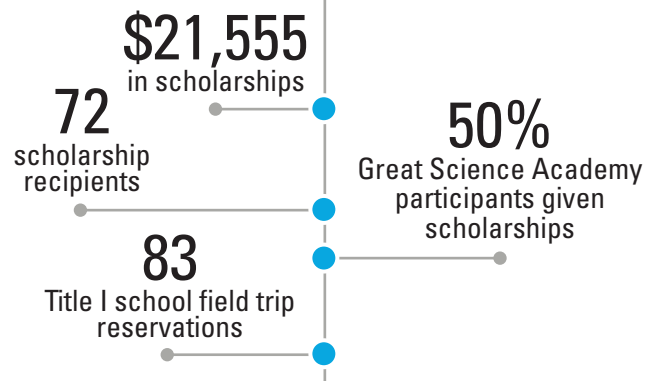 $21,555
in scholarships
72
scholarship
recipients
50%
Great Science Academy
participants given
scholarships
83
Title I school field trip
reservations